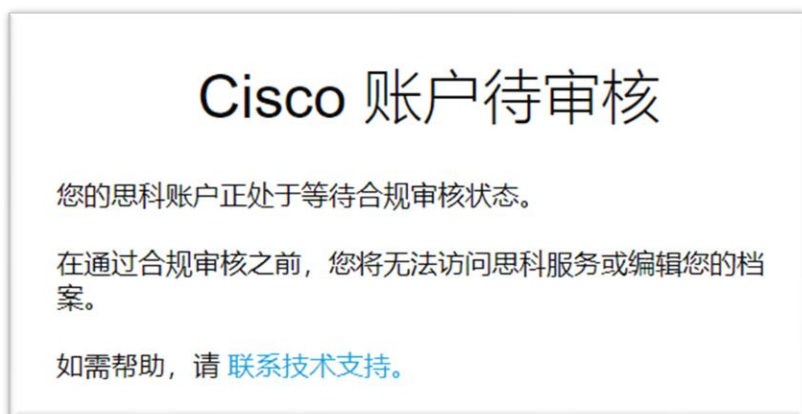 Cisco 账户待审核
您的思科账户正处于等待合规审核状态。
在通过合规审核之前，您将无法访问思科服务或编辑您的档
案。
如需帮助，请 联系技术支持。